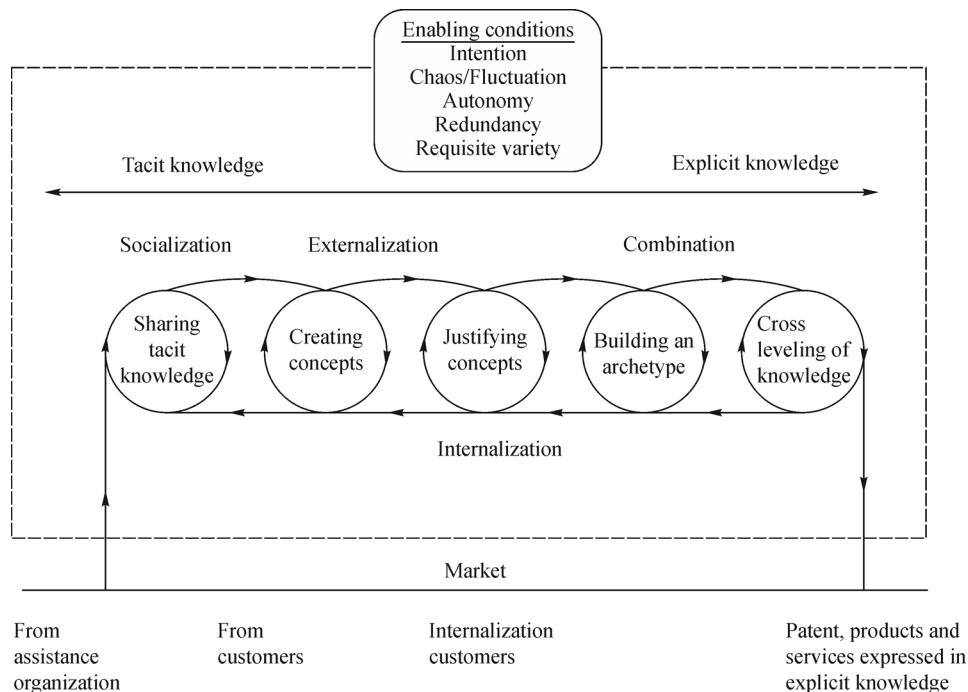 Enabling conditions
Intention
Chaos/Fluctuation
Autonomy
Redundancy
Requisite variety
Tacit knowledge
Explicit knowledge
Socialization
Externalization
Combination
Sharing
tacit
knowledge
Creating
concepts
Justifying
concepts
Building an
archetype
Cross
leveling of
knowledge
Internalization
Market
From
assistance
organization
From
customers
Internalization
customers
Patent, products and
services expressed in
explicit knowledge